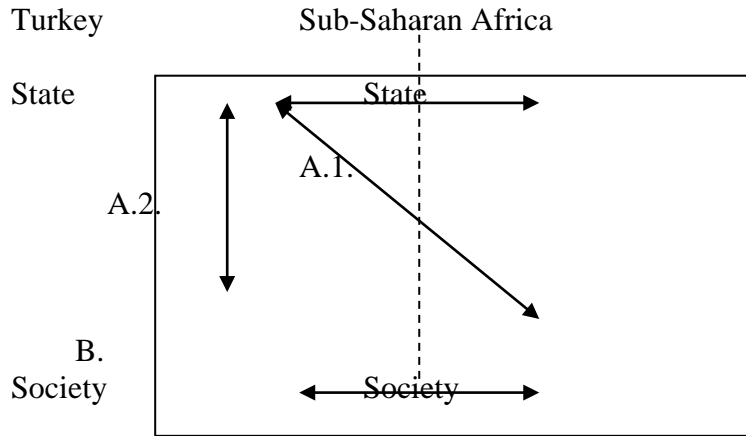 Turkey Sub-Saharan Africa
State State
A.1.
A.2.
B.
Society Society